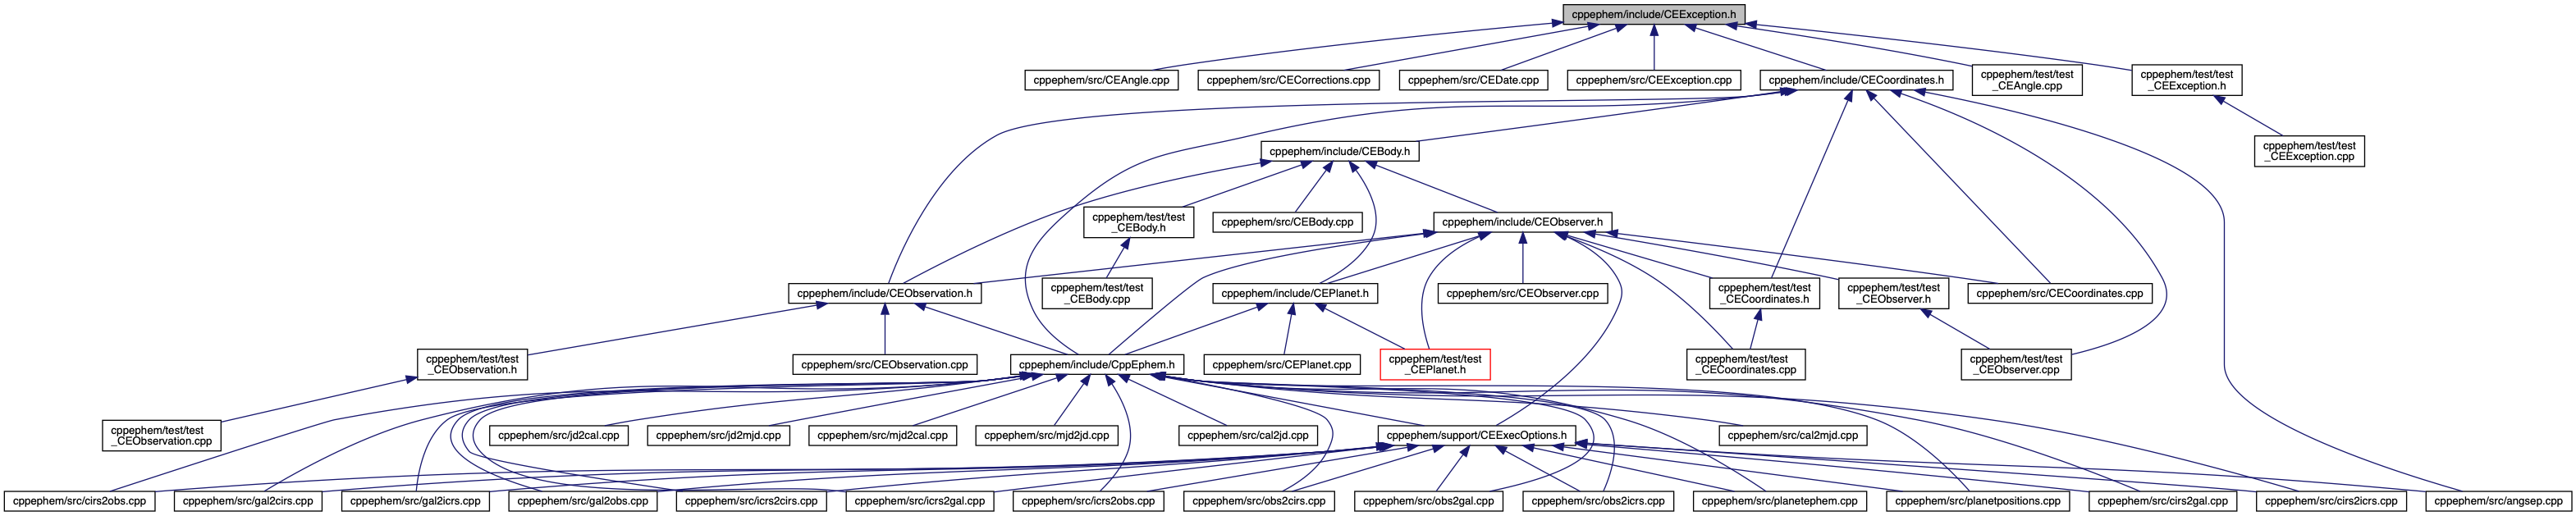 cppephem/include/CEException.h
cppephem/src/CEAngle.cpp
cppephem/src/CECorrections.cpp
cppephem/src/CEDate.cpp
cppephem/src/CEException.cpp
cppephem/include/CECoordinates.h
cppephem/test/test
_CEAngle.cpp
cppephem/test/test
_CEException.h
cppephem/include/CEBody.h
cppephem/test/test
_CEException.cpp
cppephem/test/test
_CEBody.h
cppephem/src/CEBody.cpp
cppephem/include/CEObserver.h
cppephem/include/CEObservation.h
cppephem/test/test
_CEBody.cpp
cppephem/include/CEPlanet.h
cppephem/src/CEObserver.cpp
cppephem/test/test
_CECoordinates.h
cppephem/test/test
_CEObserver.h
cppephem/src/CECoordinates.cpp
cppephem/test/test
_CEObservation.h
cppephem/src/CEObservation.cpp
cppephem/include/CppEphem.h
cppephem/src/CEPlanet.cpp
cppephem/test/test
_CEPlanet.h
cppephem/test/test
_CECoordinates.cpp
cppephem/test/test
_CEObserver.cpp
cppephem/test/test
_CEObservation.cpp
cppephem/src/jd2cal.cpp
cppephem/src/jd2mjd.cpp
cppephem/src/mjd2cal.cpp
cppephem/src/mjd2jd.cpp
cppephem/src/cal2jd.cpp
cppephem/support/CEExecOptions.h
cppephem/src/cal2mjd.cpp
cppephem/src/cirs2obs.cpp
cppephem/src/gal2cirs.cpp
cppephem/src/gal2icrs.cpp
cppephem/src/gal2obs.cpp
cppephem/src/icrs2cirs.cpp
cppephem/src/icrs2gal.cpp
cppephem/src/icrs2obs.cpp
cppephem/src/obs2cirs.cpp
cppephem/src/obs2gal.cpp
cppephem/src/obs2icrs.cpp
cppephem/src/planetephem.cpp
cppephem/src/planetpositions.cpp
cppephem/src/cirs2gal.cpp
cppephem/src/cirs2icrs.cpp
cppephem/src/angsep.cpp